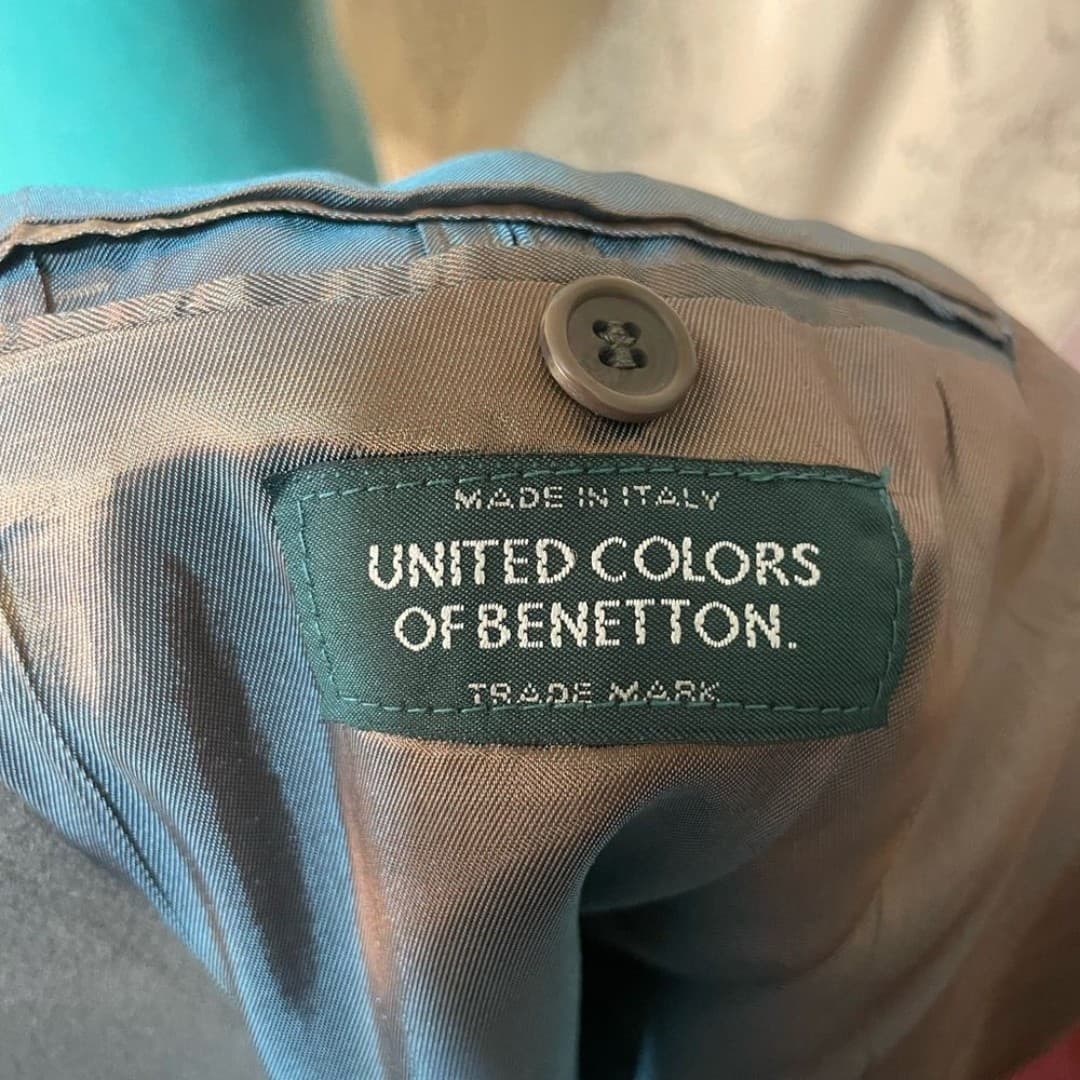 MADE IN ITALY
UNITED COLORS
OF BENETTON.
TRADE MARK